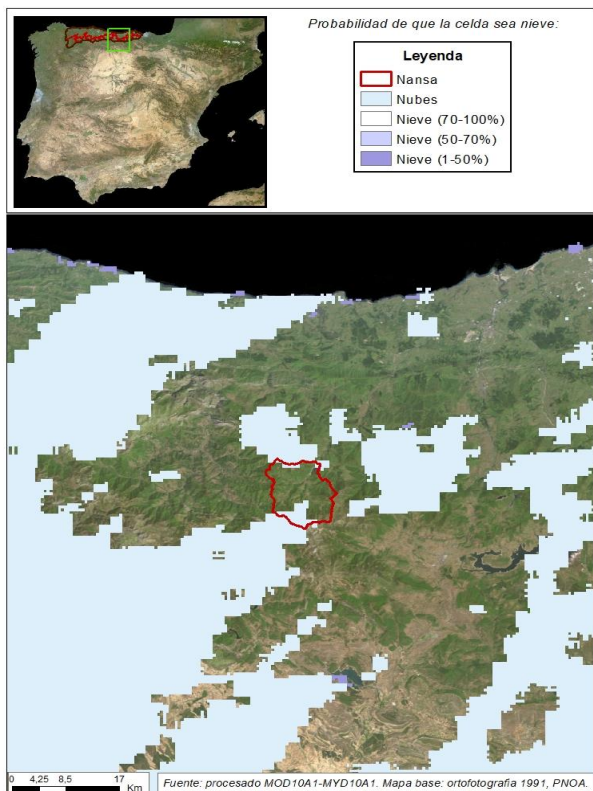 Probabilidad de que la celda sea nieve:
Leyenda
Nansa
Nubes
Nieve (70-100%)
Nieve (50-70%)
Nieve (1-50%)
0 4,25 8,5 17
Km
Fuente: procesado MOD10A1-MYD10A1. Mapa base: ortofotografia 1991, PNOA.